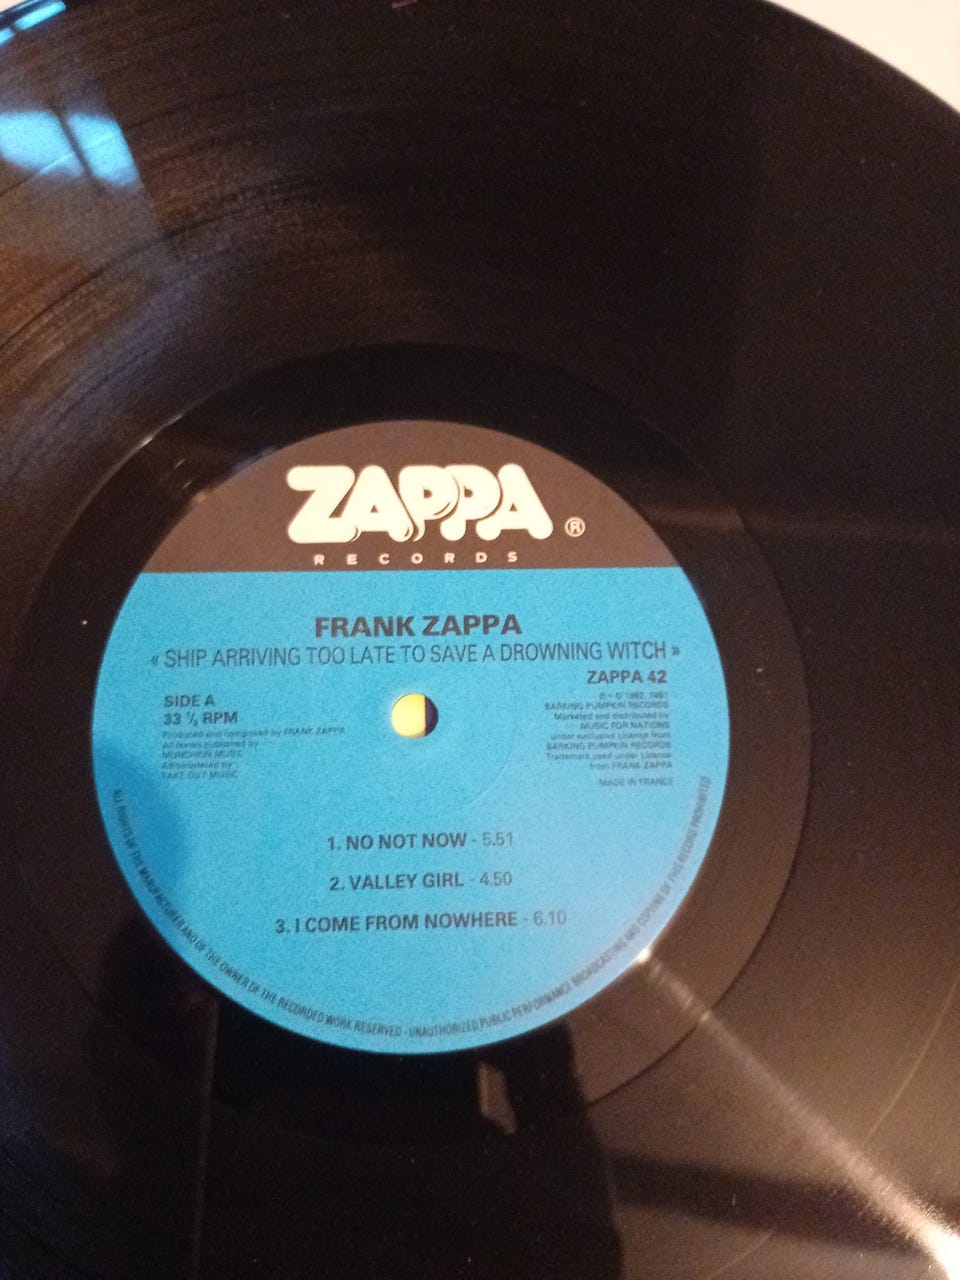 ZAPPA ®
RECORDS
FRANK ZAPPA
« SHIP ARRIVING TOO LATE TO SAVE A DROWNING WITCH »
ZAPPA 42
SIDE A
33 ⅓ RPM
Produced and composed by FRANK ZAPPA
All items published by
MUNCHKIN MUSIC
Administered by
TAKE OUT MUSIC
℗ + © 1982, 1991
BARKING PUMPKIN RECORDS
Marketed and distributed by
MUSIC FOR NATIONS
under exclusive License from
BARKING PUMPKIN RECORDS
Trademark used under License
from FRANK ZAPPA
MADE IN FRANCE
1. NO NOT NOW - 5.51
2. VALLEY GIRL - 4.50
3. I COME FROM NOWHERE - 6.10
ALL RIGHTS OF THE MANUFACTURER AND OF THE OWNER OF THE RECORDED WORK RESERVED - UNAUTHORIZED PUBLIC PERFORMANCE BROADCASTING AND COPYING OF THIS RECORD PROHIBITED